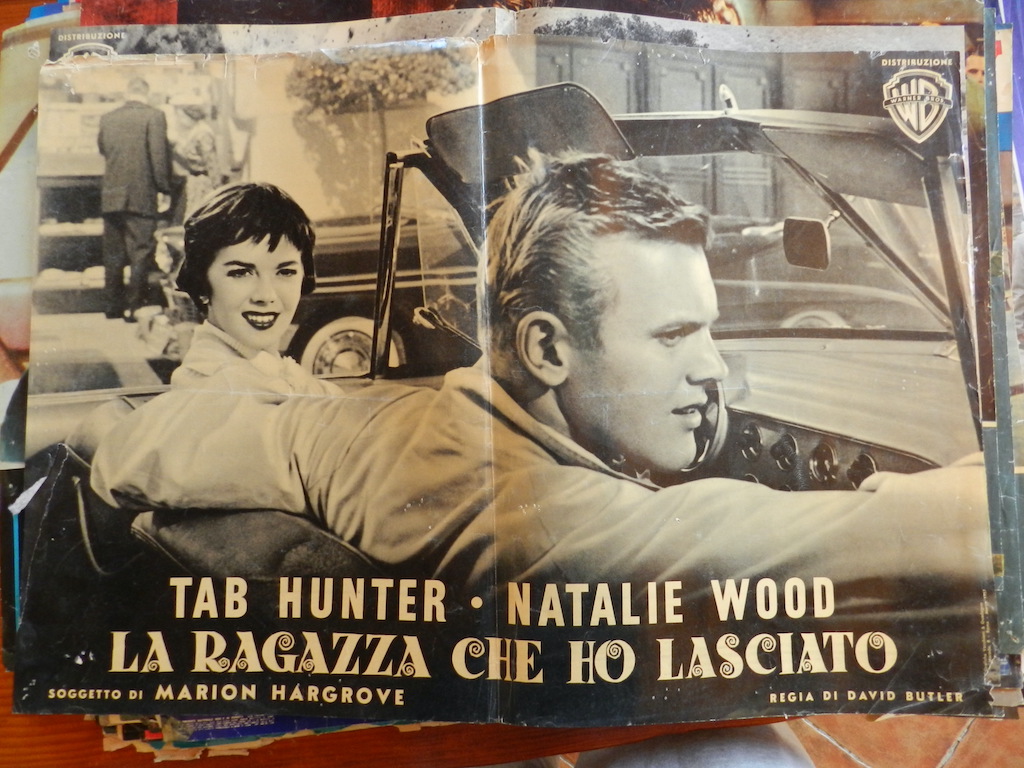 DISTRIBUZIONE
DISTRIBUZIONE
WB
WARNER BROS
TAB HUNTER • NATALIE WOOD
LA RAGAZZA CHE HO LASCIATO
SOGGETTO DI MARION HARGROVE
REGIA DI DAVID BUTLER